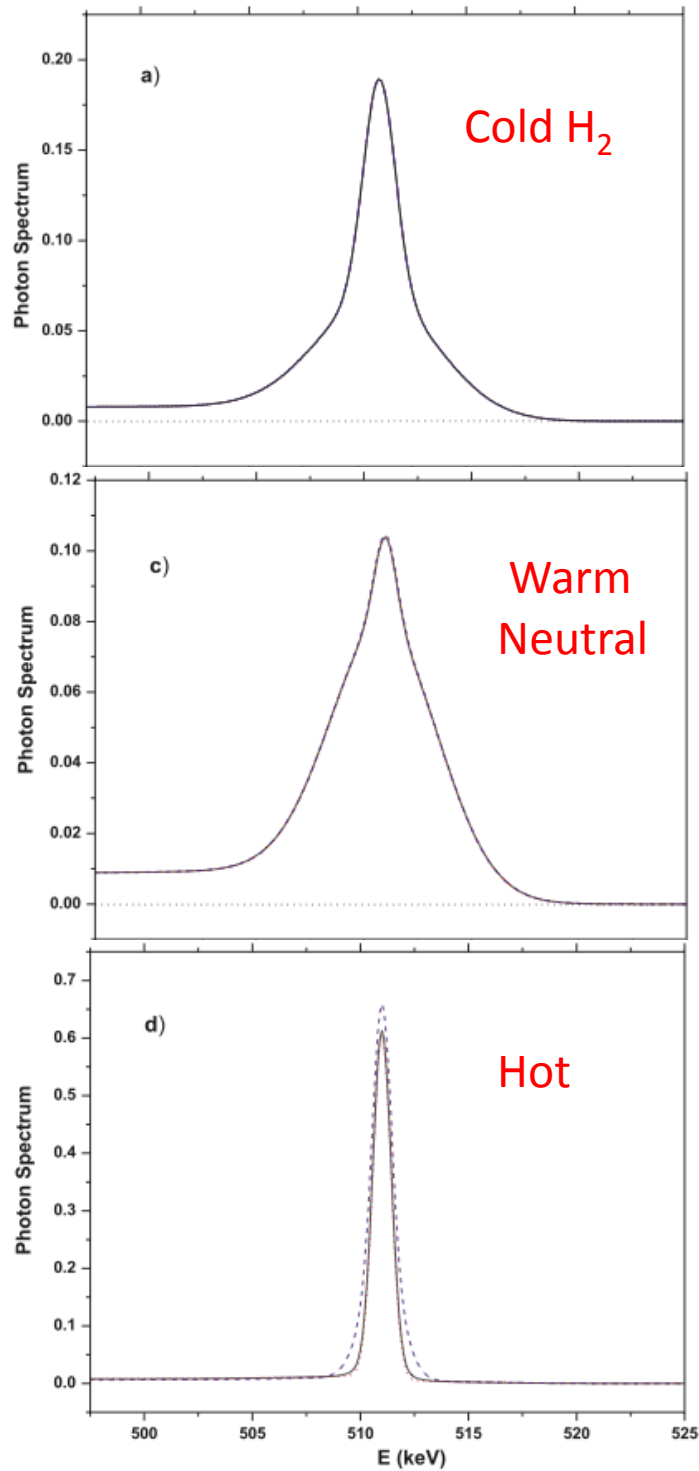 a)
Cold H₂
0.20
0.15
0.10
0.05
0.00
Photon Spectrum
c)
Warm
Neutral
0.12
0.10
0.08
0.06
0.04
0.02
0.00
Photon Spectrum
d)
Hot
0.7
0.6
0.5
0.4
0.3
0.2
0.1
0.0
Photon Spectrum
500 505 510 515 520 525
E (keV)